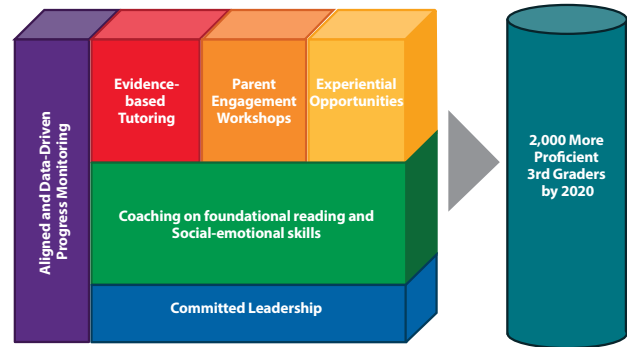 Aligned and Data-Driven
Progress Monitoring
Evidence-
based
Tutoring
Parent
Engagement
Workshops
Experiential
Opportunities
Coaching on foundational reading and
Social-emotional skills
Committed Leadership
2,000 More
Proficient
3rd Graders
by 2020